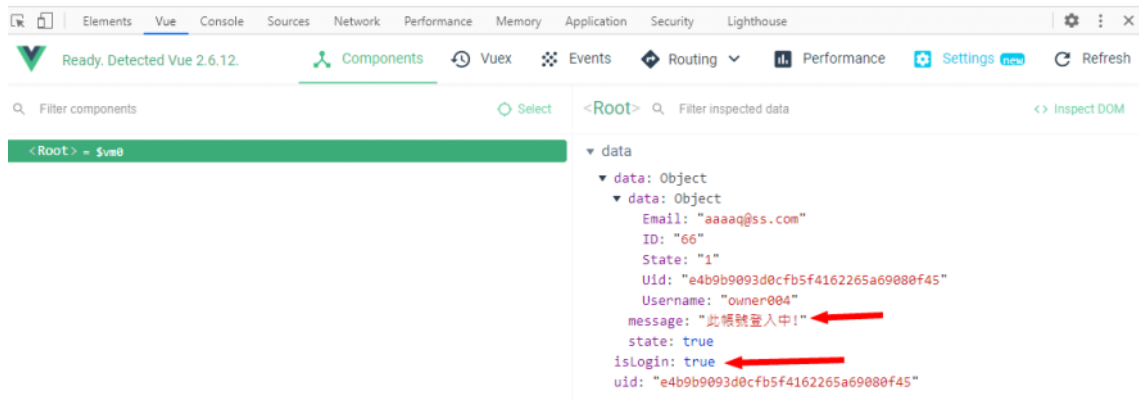 Elements Vue Console Sources Network Performance Memory Application Security Lighthouse
Ready. Detected Vue 2.6.12. Components Vuex Events Routing Performance Settings new Refresh
Filter components Select <Root> Filter inspected data <> Inspect DOM
<Root> = $vm0
data
data: Object
data: Object
Email: "aaaaq@ss.com"
ID: "66"
State: "1"
Uid: "e4b9b9093d0cfb5f4162265a69080f45"
Username: "owner004"
message: "此帳號登入中!"
state: true
isLogin: true
uid: "e4b9b9093d0cfb5f4162265a69080f45"